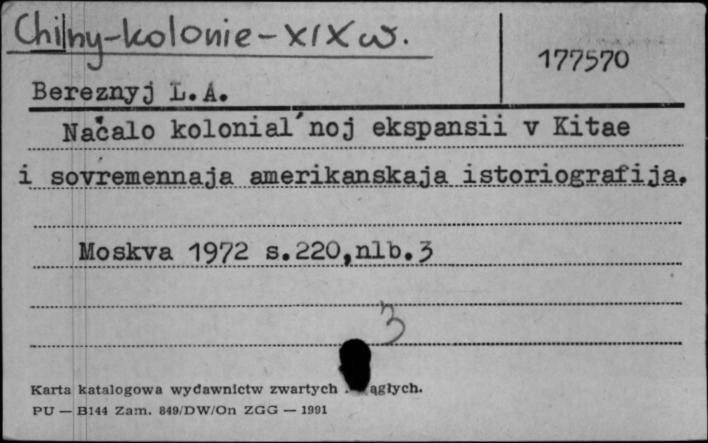 Chiny-kolonie-XIX w.
177570
Bereznyj L.A.
Načalo kolonial'noj ekspansii v Kitae
i sovremennaja amerikanskaja istoriografija.
Moskva 1972 s.220,nlb.3
3
Karta katalogowa wydawnictw zwartych
PU — B144 Zam. 849/DW/On ZGG — 1991